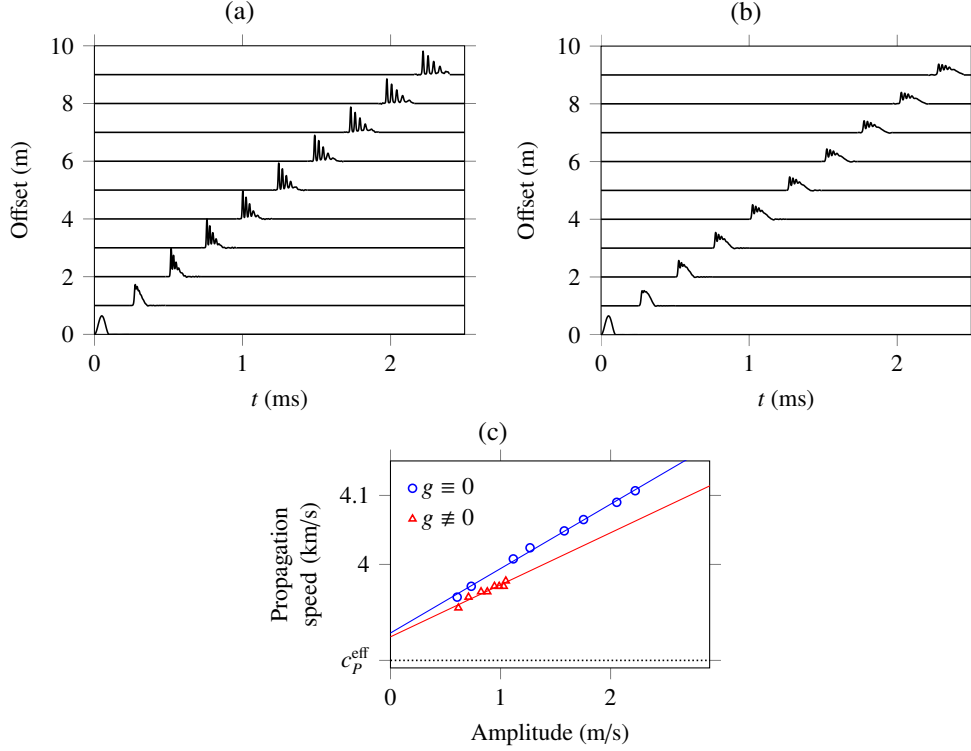 (a)
(b)
10
8
6
4
2
0
Offset (m)
0
1
2
t (ms)
10
8
6
4
2
0
Offset (m)
0
1
2
t (ms)
(c)
g ≡ 0
g ≢ 0
4.1
4
c_P^eff
Propagation
speed (km/s)
0
1
2
Amplitude (m/s)